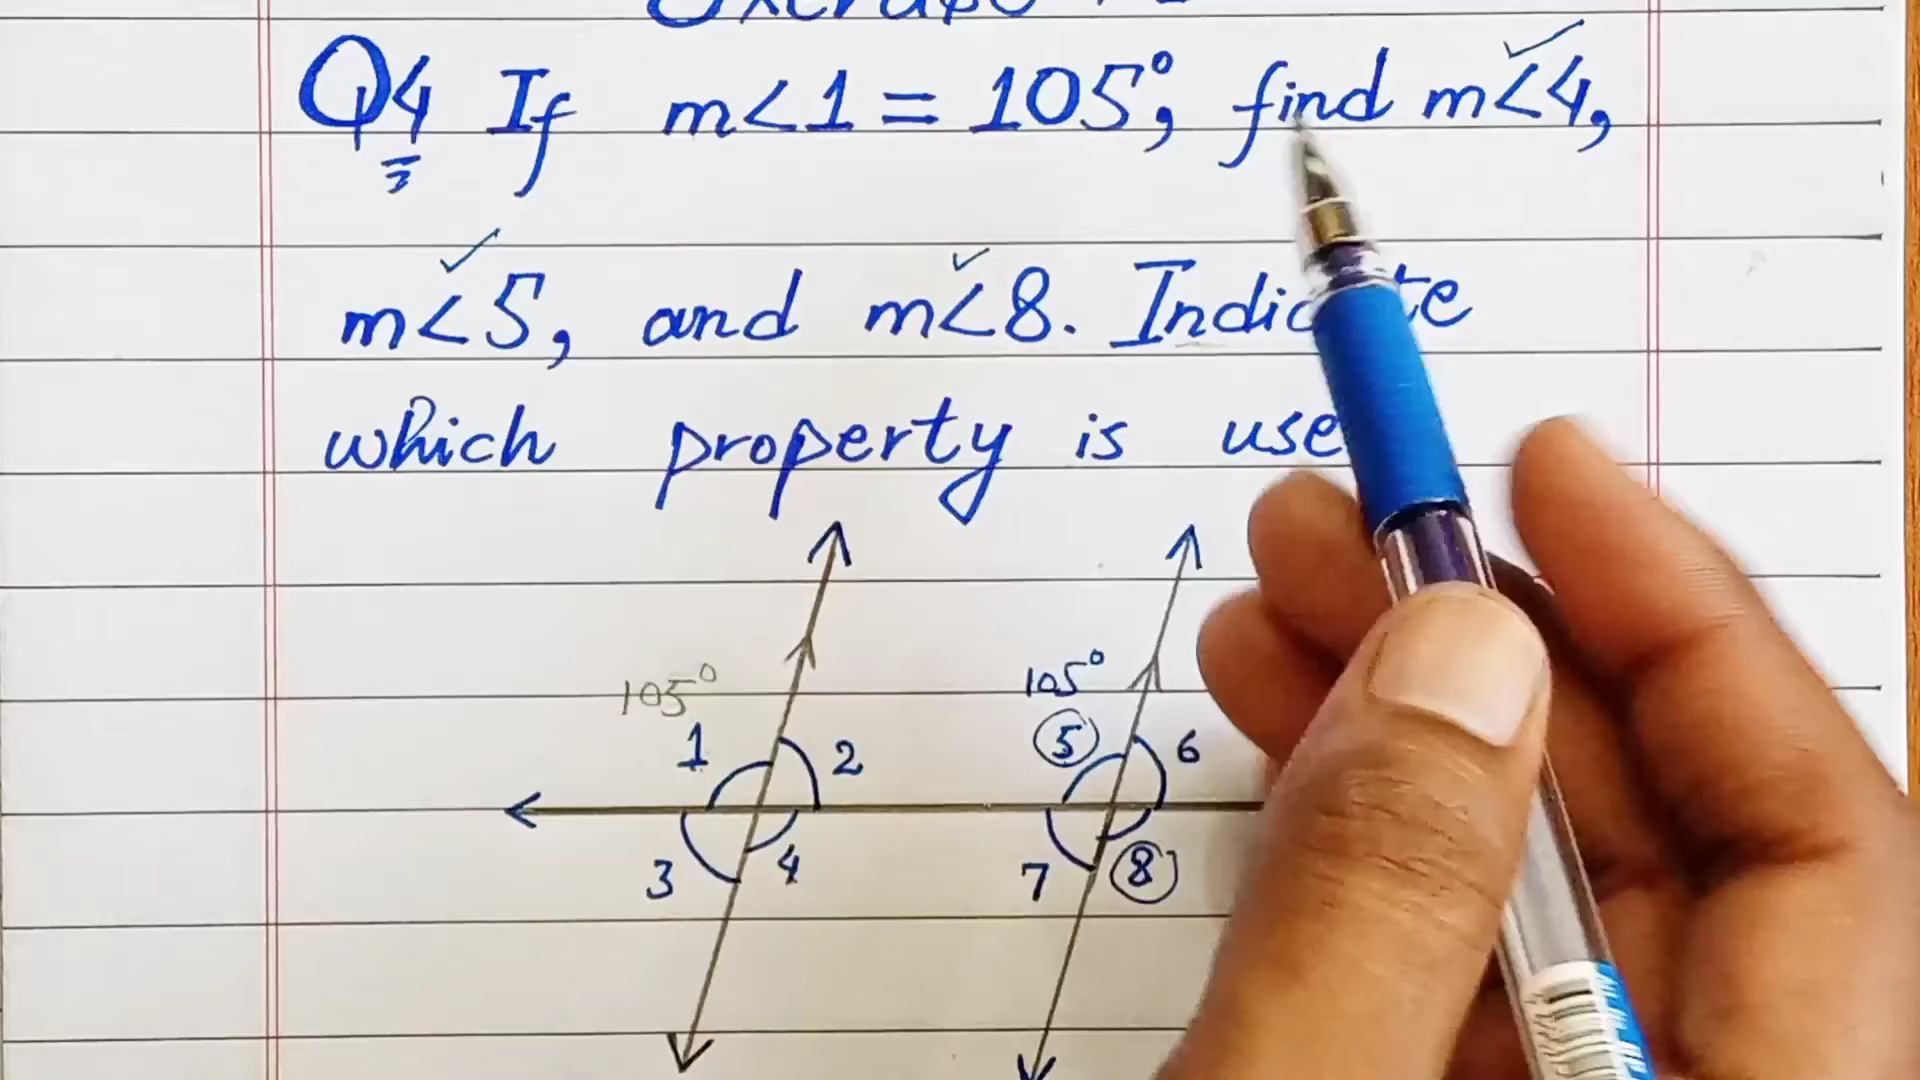 Q4 If m<1 = 105°, find m<4,
m<5, and m<8. Indic te
which property is use
105° 105°
1 2 5 6
3 4 7 8